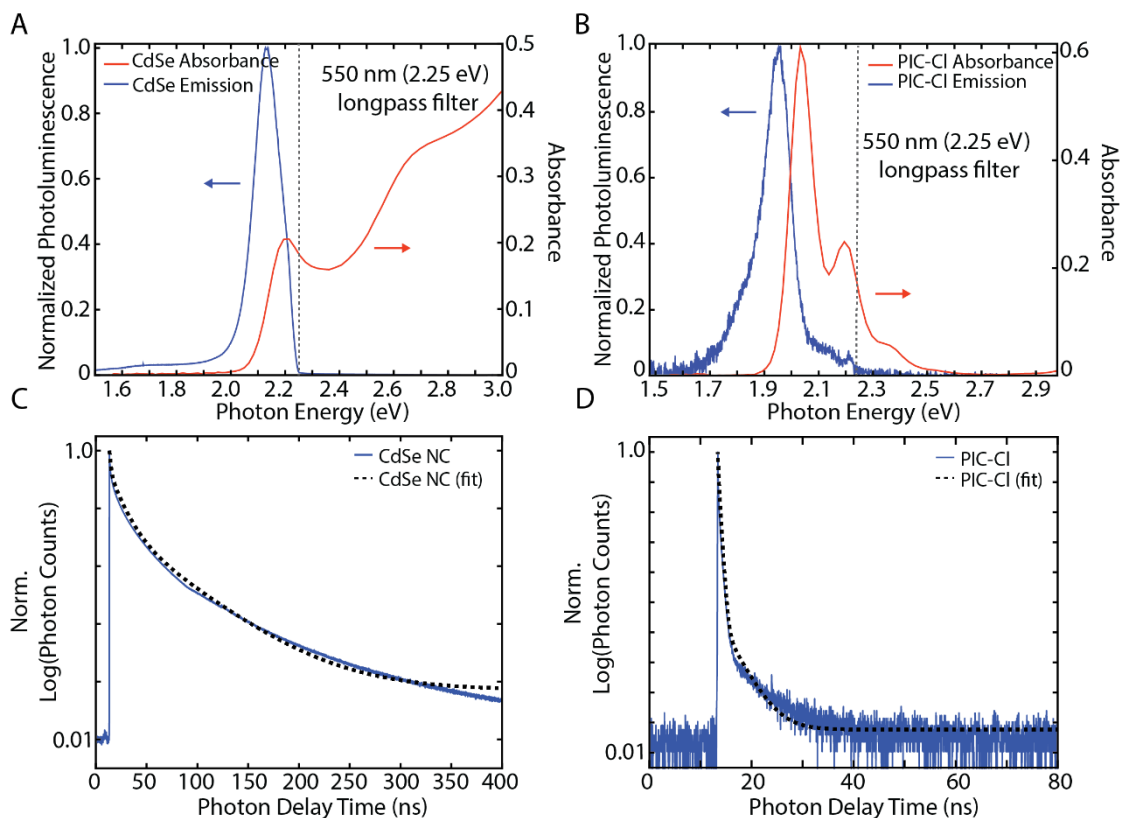 A
Normalized Photoluminescence
1.0
0.8
0.6
0.4
0.2
0
CdSe Absorbance
CdSe Emission
550 nm (2.25 eV)
longpass filter
0.5
0.4
0.3
0.2
0.1
0
Absorbance
1.6 1.8 2.0 2.2 2.4 2.6 2.8 3.0
Photon Energy (eV)
B
Normalized Photoluminescence
1.0
0.8
0.6
0.4
0.2
0
PIC-Cl Absorbance
PIC-Cl Emission
550 nm (2.25 eV)
longpass filter
0.6
0.4
0.2
0
Absorbance
1.5 1.7 1.9 2.1 2.3 2.5 2.7 2.9
Photon Energy (eV)
C
Norm.
Log(Photon Counts)
1.0
0.01
CdSe NC
CdSe NC (fit)
0 50 100 150 200 250 300 350 400
Photon Delay Time (ns)
D
Norm.
Log(Photon Counts)
1.0
0.01
PIC-Cl
PIC-Cl (fit)
0 20 40 60 80
Photon Delay Time (ns)